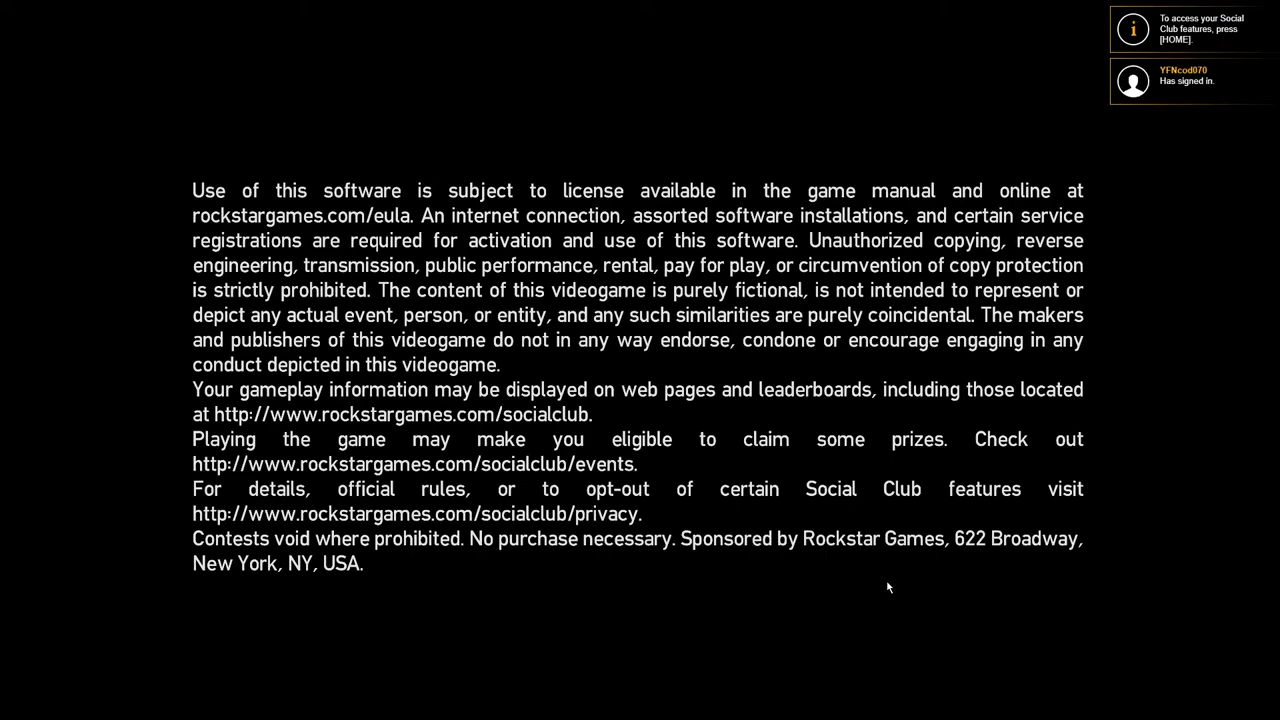 To access your Social
Club features, press
[HOME].
YFNcod070
Has signed in.
Use of this software is subject to license available in the game manual and online at
rockstargames.com/eula. An internet connection, assorted software installations, and certain service
registrations are required for activation and use of this software. Unauthorized copying, reverse
engineering, transmission, public performance, rental, pay for play, or circumvention of copy protection
is strictly prohibited. The content of this videogame is purely fictional, is not intended to represent or
depict any actual event, person, or entity, and any such similarities are purely coincidental. The makers
and publishers of this videogame do not in any way endorse, condone or encourage engaging in any
conduct depicted in this videogame.
Your gameplay information may be displayed on web pages and leaderboards, including those located
at http://www.rockstargames.com/socialclub.
Playing the game may make you eligible to claim some prizes. Check out
http://www.rockstargames.com/socialclub/events.
For details, official rules, or to opt-out of certain Social Club features visit
http://www.rockstargames.com/socialclub/privacy.
Contests void where prohibited. No purchase necessary. Sponsored by Rockstar Games, 622 Broadway,
New York, NY, USA.